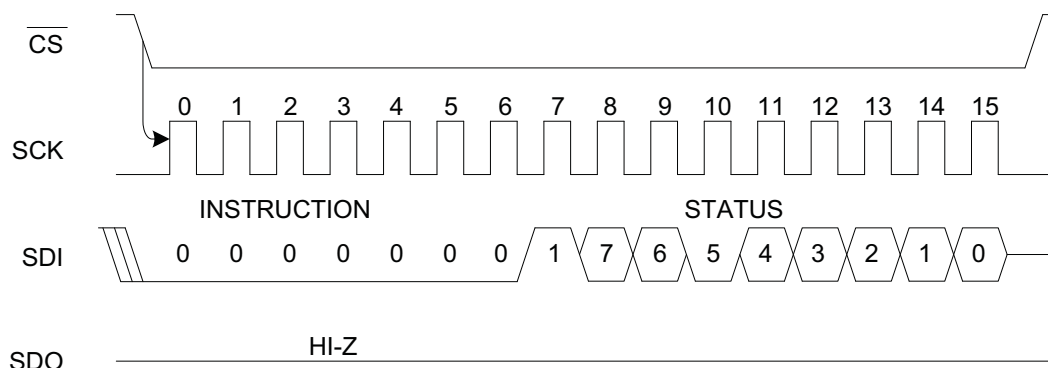 CS
0 1 2 3 4 5 6 7 8 9 10 11 12 13 14 15
SCK
INSTRUCTION STATUS
SDI 0 0 0 0 0 0 0 1 7 6 5 4 3 2 1 0
HI-Z
SDO